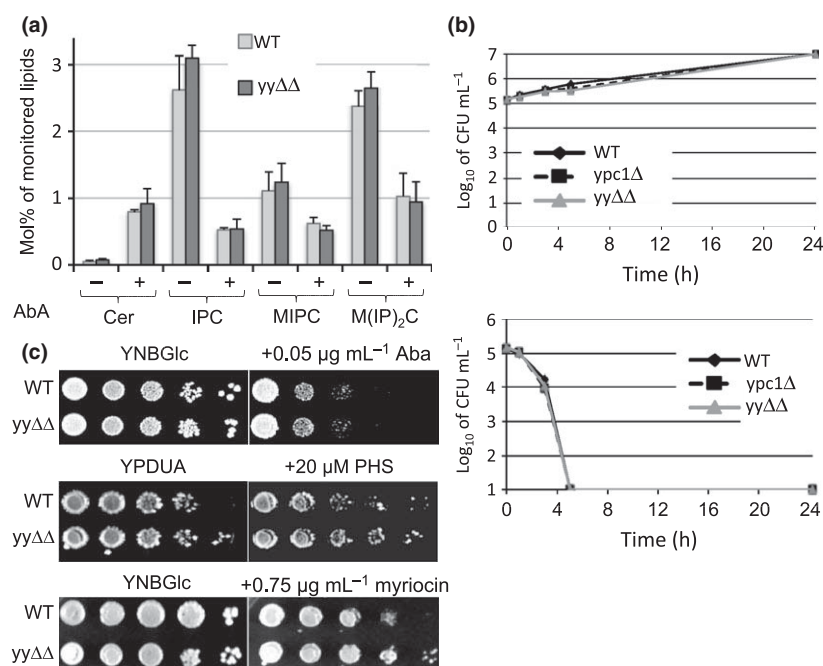 (a)
WT
yyΔΔ
Mol% of monitored lipids
3
2
1
0
AbA
− + − + − + − +
Cer IPC MIPC M(IP)₂C
(b)
Log₁₀ of CFU mL⁻¹
7
6
5
4
3
2
1
0
WT
ypc1Δ
yyΔΔ
0 4 8 12 16 20 24
Time (h)
Log₁₀ of CFU mL⁻¹
6
5
4
3
2
1
WT
ypc1Δ
yyΔΔ
0 4 8 12 16 20 24
Time (h)
(c)
YNBGlc +0.05 µg mL⁻¹ Aba
WT
yyΔΔ
YPDUA +20 µM PHS
WT
yyΔΔ
YNBGlc +0.75 µg mL⁻¹ myriocin
WT
yyΔΔ